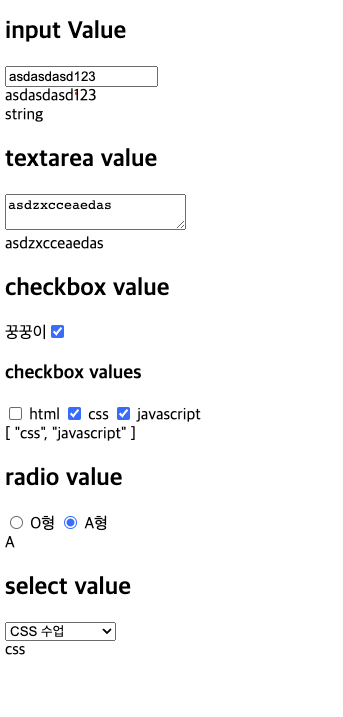 input Value
asdasdasd123
asdasdasd123
string
textarea value
asdzxcceaedas
asdzxcceaedas
checkbox value
꿍꿍이
checkbox values
html css javascript
[ "css", "javascript" ]
radio value
O형 A형
A
select value
CSS 수업
css